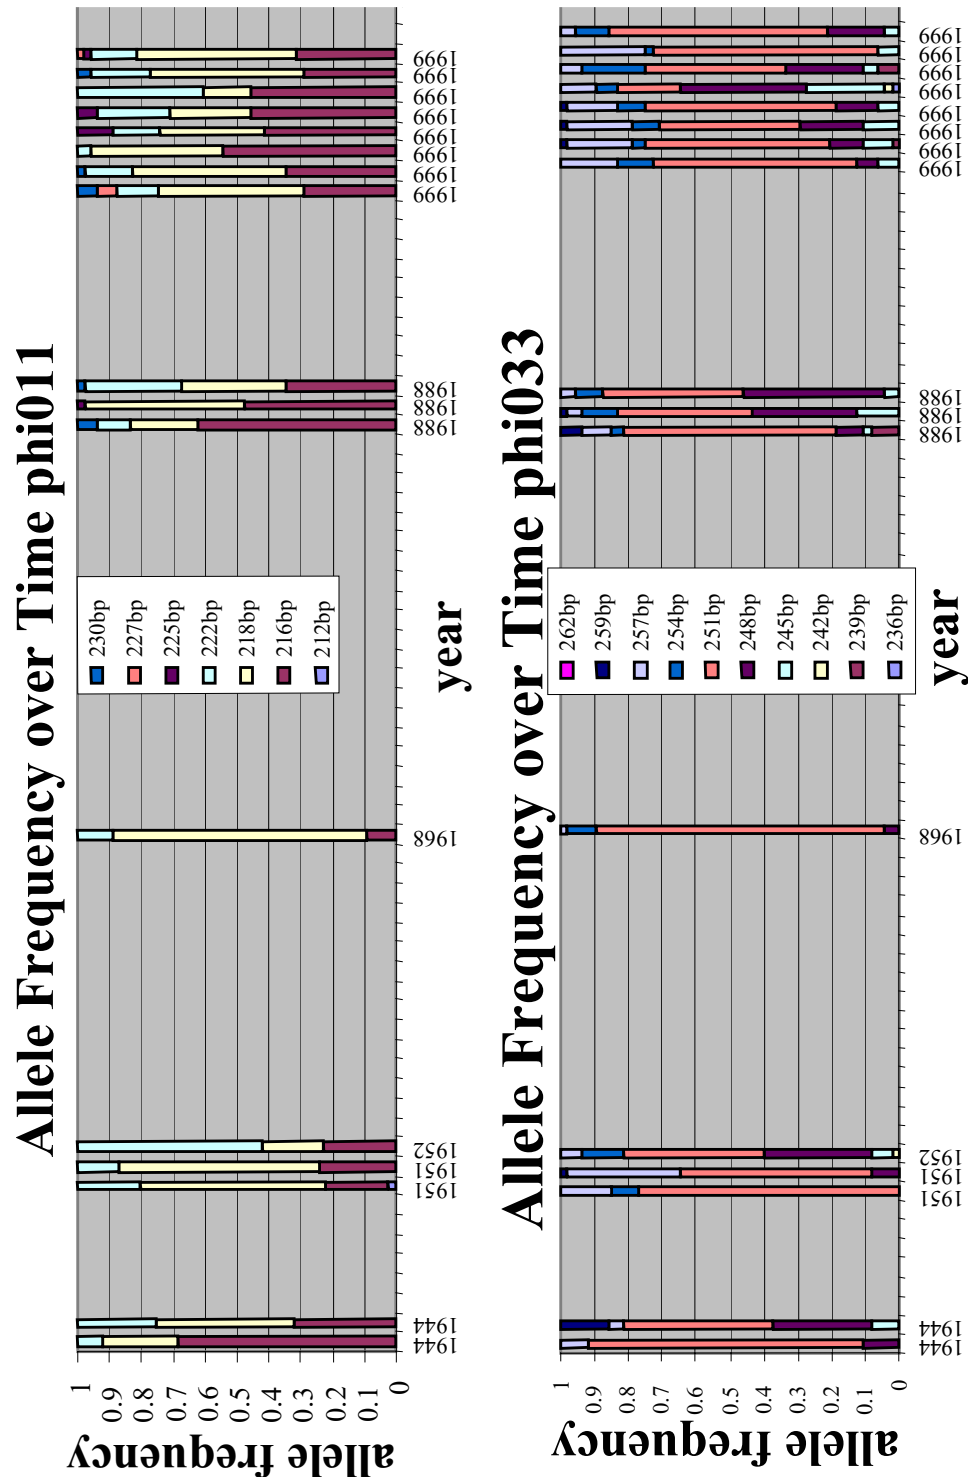 Allele Frequency over Time phi011
allele frequency
1
0.9
0.8
0.7
0.6
0.5
0.4
0.3
0.2
0.1
0
1944
1944
1951
1951
1952
1968
1988
1988
1988
1999
1999
1999
1999
1999
1999
1999
1999
year
230bp
227bp
225bp
222bp
218bp
216bp
212bp
Allele Frequency over Time phi033
allele frequency
1
0.9
0.8
0.7
0.6
0.5
0.4
0.3
0.2
0.1
0
1944
1944
1951
1951
1952
1968
1988
1988
1988
1999
1999
1999
1999
1999
1999
1999
1999
year
262bp
259bp
257bp
254bp
251bp
248bp
245bp
242bp
239bp
236bp